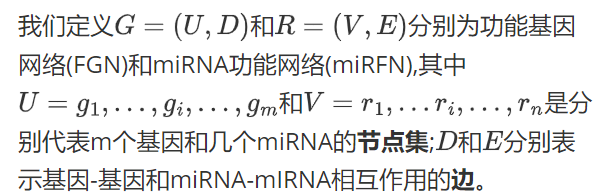 我们定义G = (U, D)和R = (V, E)分别为功能基因
网络(FGN)和miRNA功能网络(miRFN),其中
U = g₁, . . . , gᵢ, . . . , gₘ和V = r₁, . . . rᵢ, . . . , rₙ是分
别代表m个基因和几个miRNA的节点集;D和E分别表
示基因-基因和miRNA-mIRNA相互作用的边。